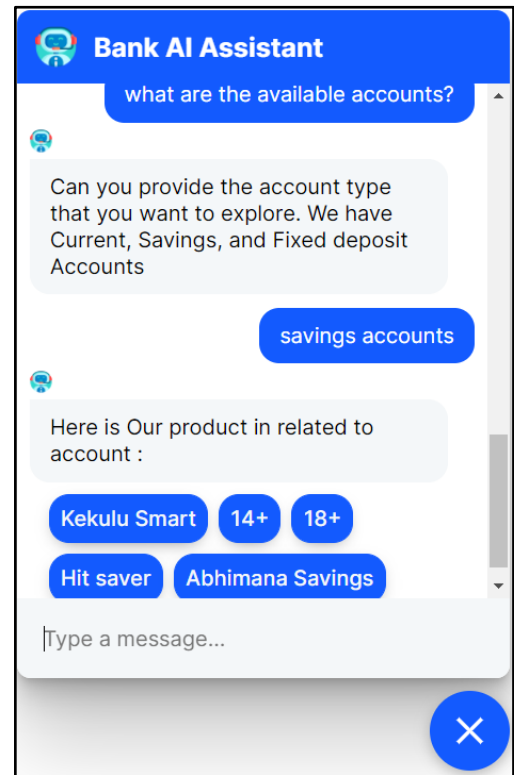 Bank AI Assistant
what are the available accounts?
Can you provide the account type
that you want to explore. We have
Current, Savings, and Fixed deposit
Accounts
savings accounts
Here is Our product in related to
account :
Kekulu Smart 14+ 18+
Hit saver Abhimana Savings
Type a message...